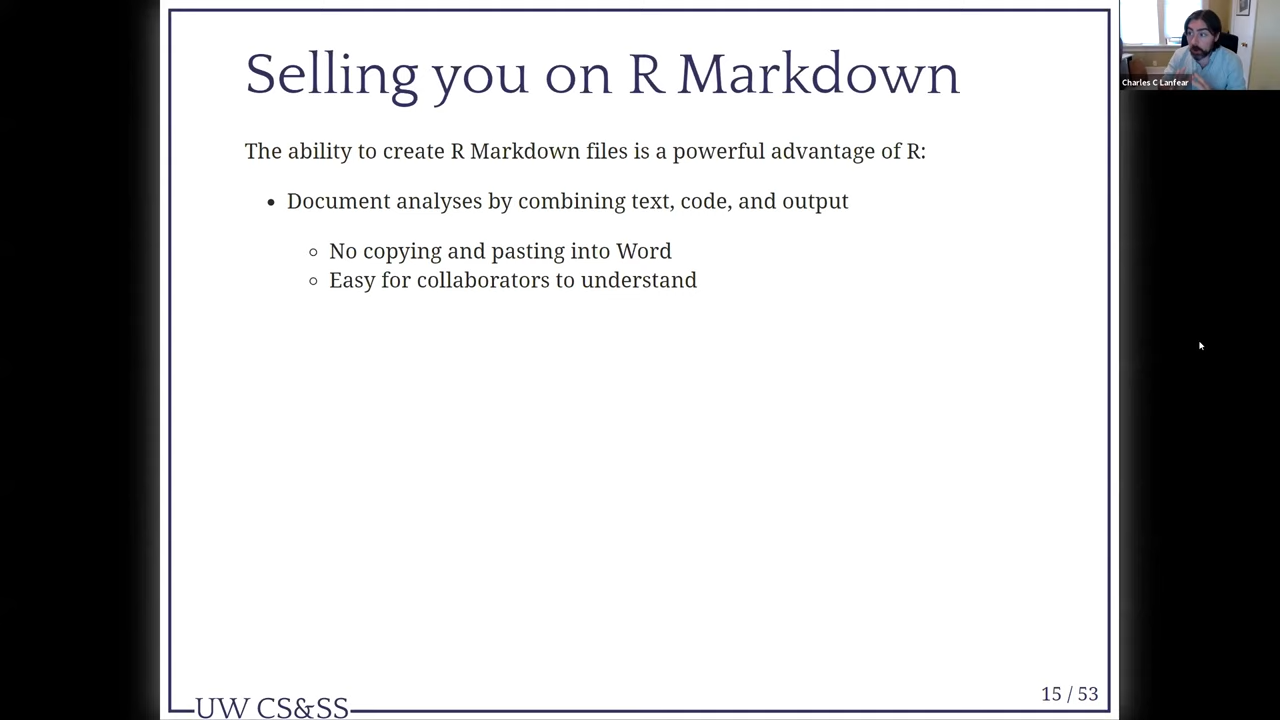 Selling you on R Markdown
Charles C Lanfear
The ability to create R Markdown files is a powerful advantage of R:
• Document analyses by combining text, code, and output
○ No copying and pasting into Word
○ Easy for collaborators to understand
15 / 53
UW CS&SS